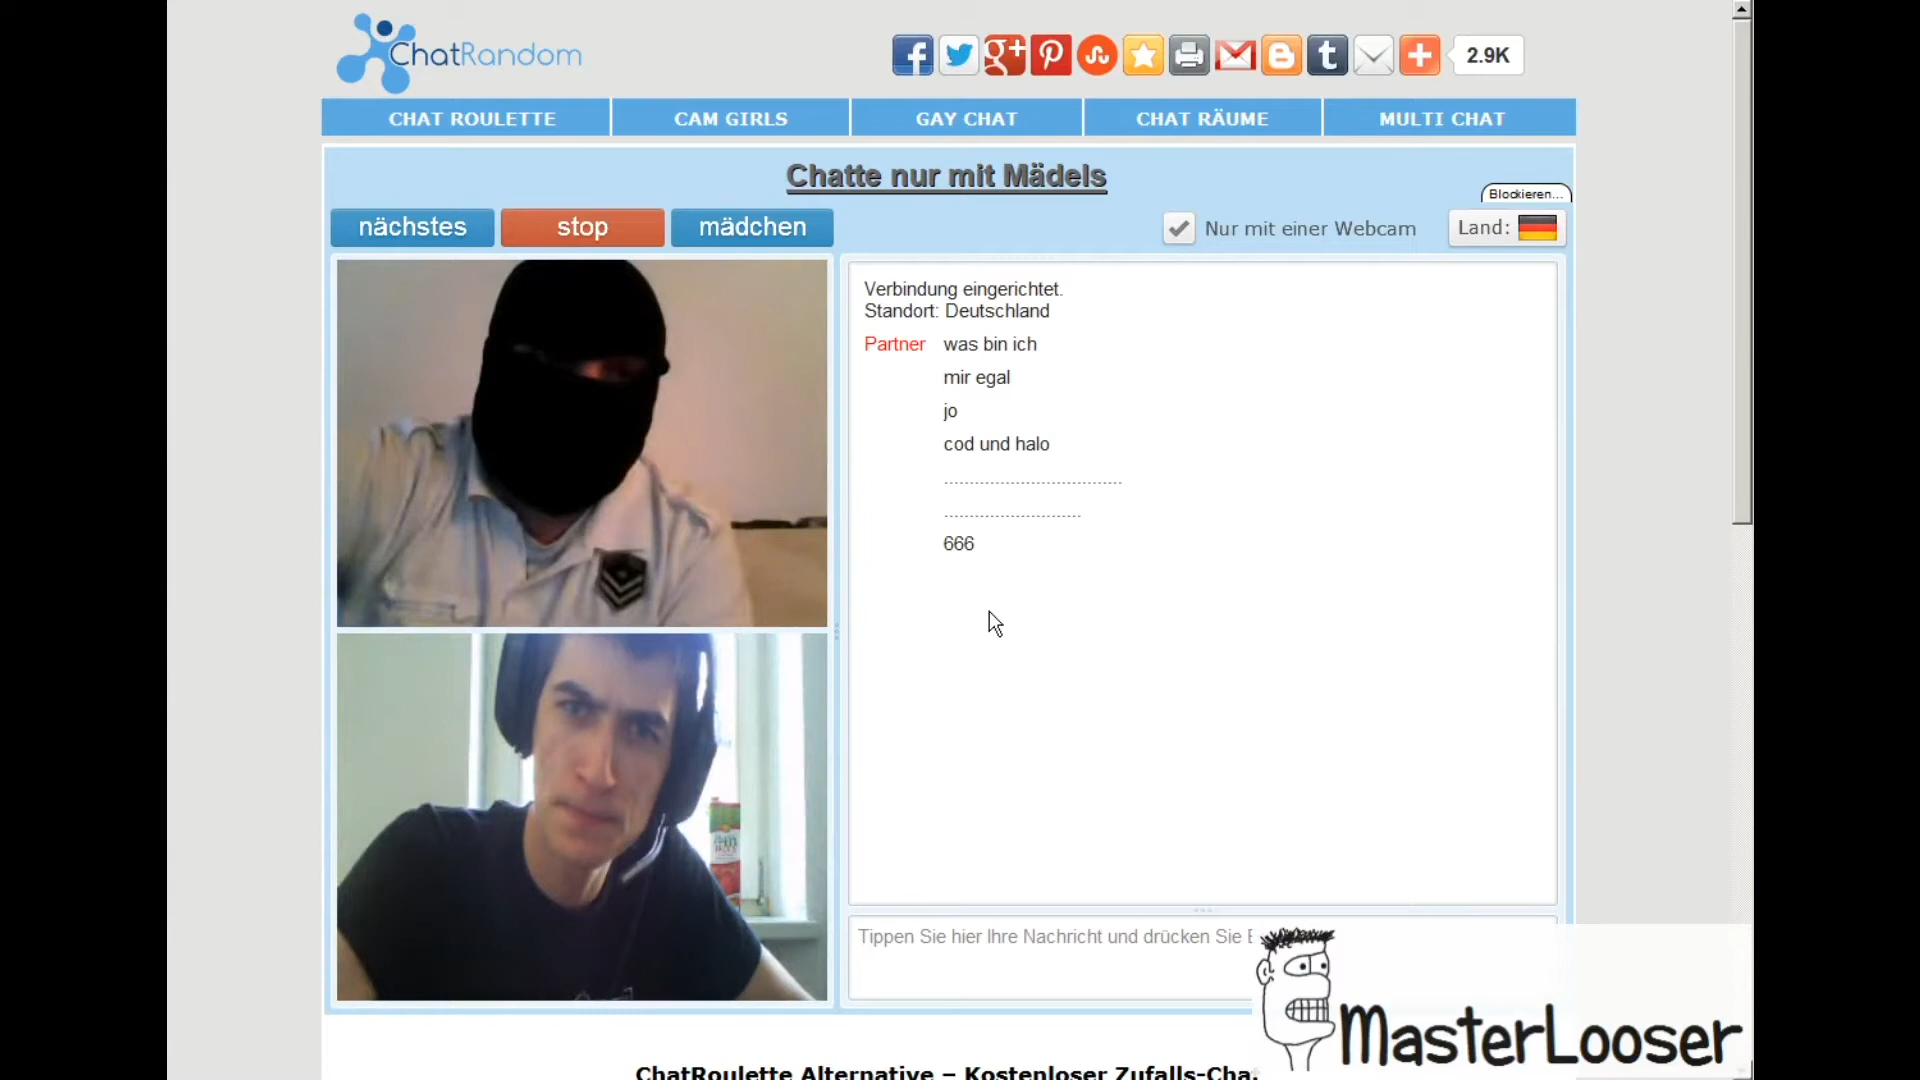 ChatRandom
2.9K
CHAT ROULETTE
CAM GIRLS
GAY CHAT
CHAT RÄUME
MULTI CHAT
Chatte nur mit Mädels
Blockieren...
nächstes
stop
mädchen
Nur mit einer Webcam
Land:
Verbindung eingerichtet.
Standort: Deutschland
Partner was bin ich
mir egal
jo
cod und halo
666
Tippen Sie hier Ihre Nachricht und drücken Sie
MasterLooser
ChatRoulette Alternative – Kostenloser Zufalls-Cha